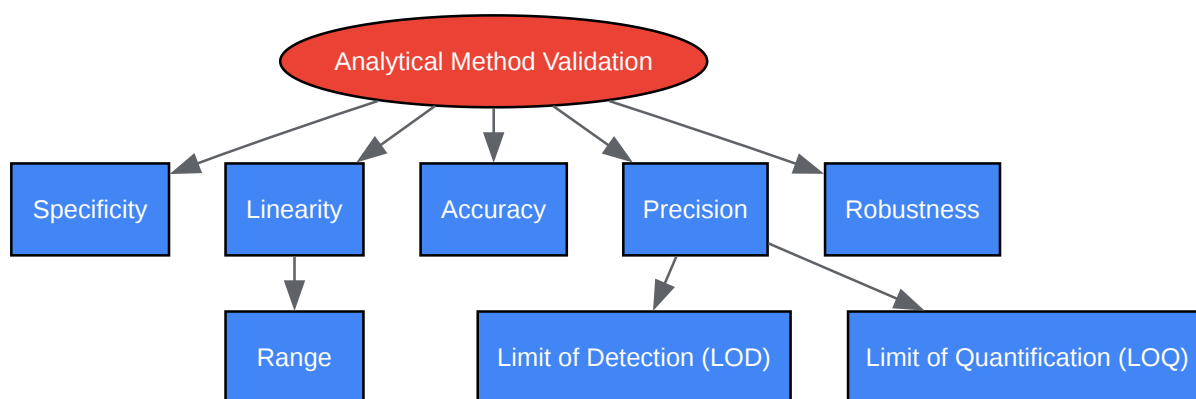 Analytical Method Validation
Specificity
Linearity
Accuracy
Precision
Robustness
Range
Limit of Detection (LOD)
Limit of Quantification (LOQ)